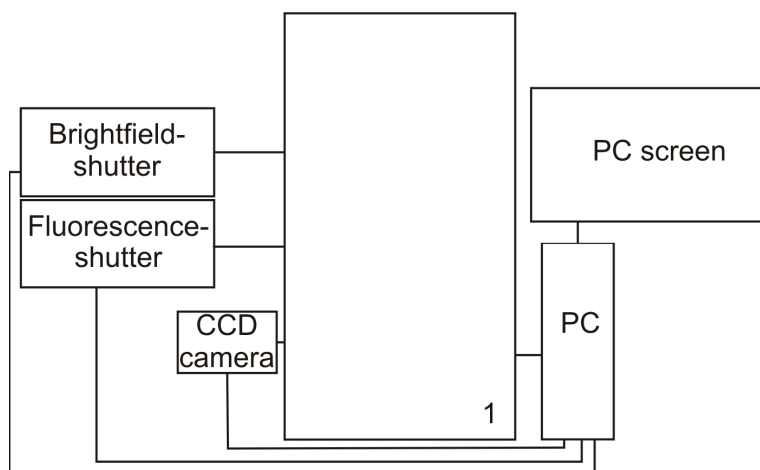 Brightfield-
shutter
PC screen
Fluorescence-
shutter
CCD
camera
PC
1